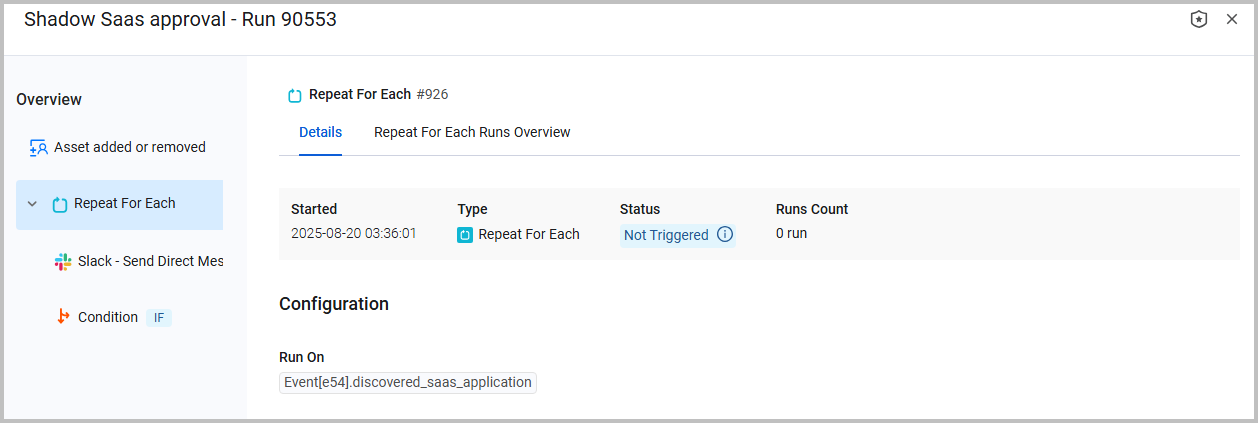 Shadow Saas approval - Run 90553
Overview
Asset added or removed
Repeat For Each
Slack - Send Direct Mes
Condition IF
Repeat For Each #926
Details Repeat For Each Runs Overview
Started Type Status Runs Count
2025-08-20 03:36:01 Repeat For Each Not Triggered 0 run
Configuration
Run On
Event[e54].discovered_saas_application